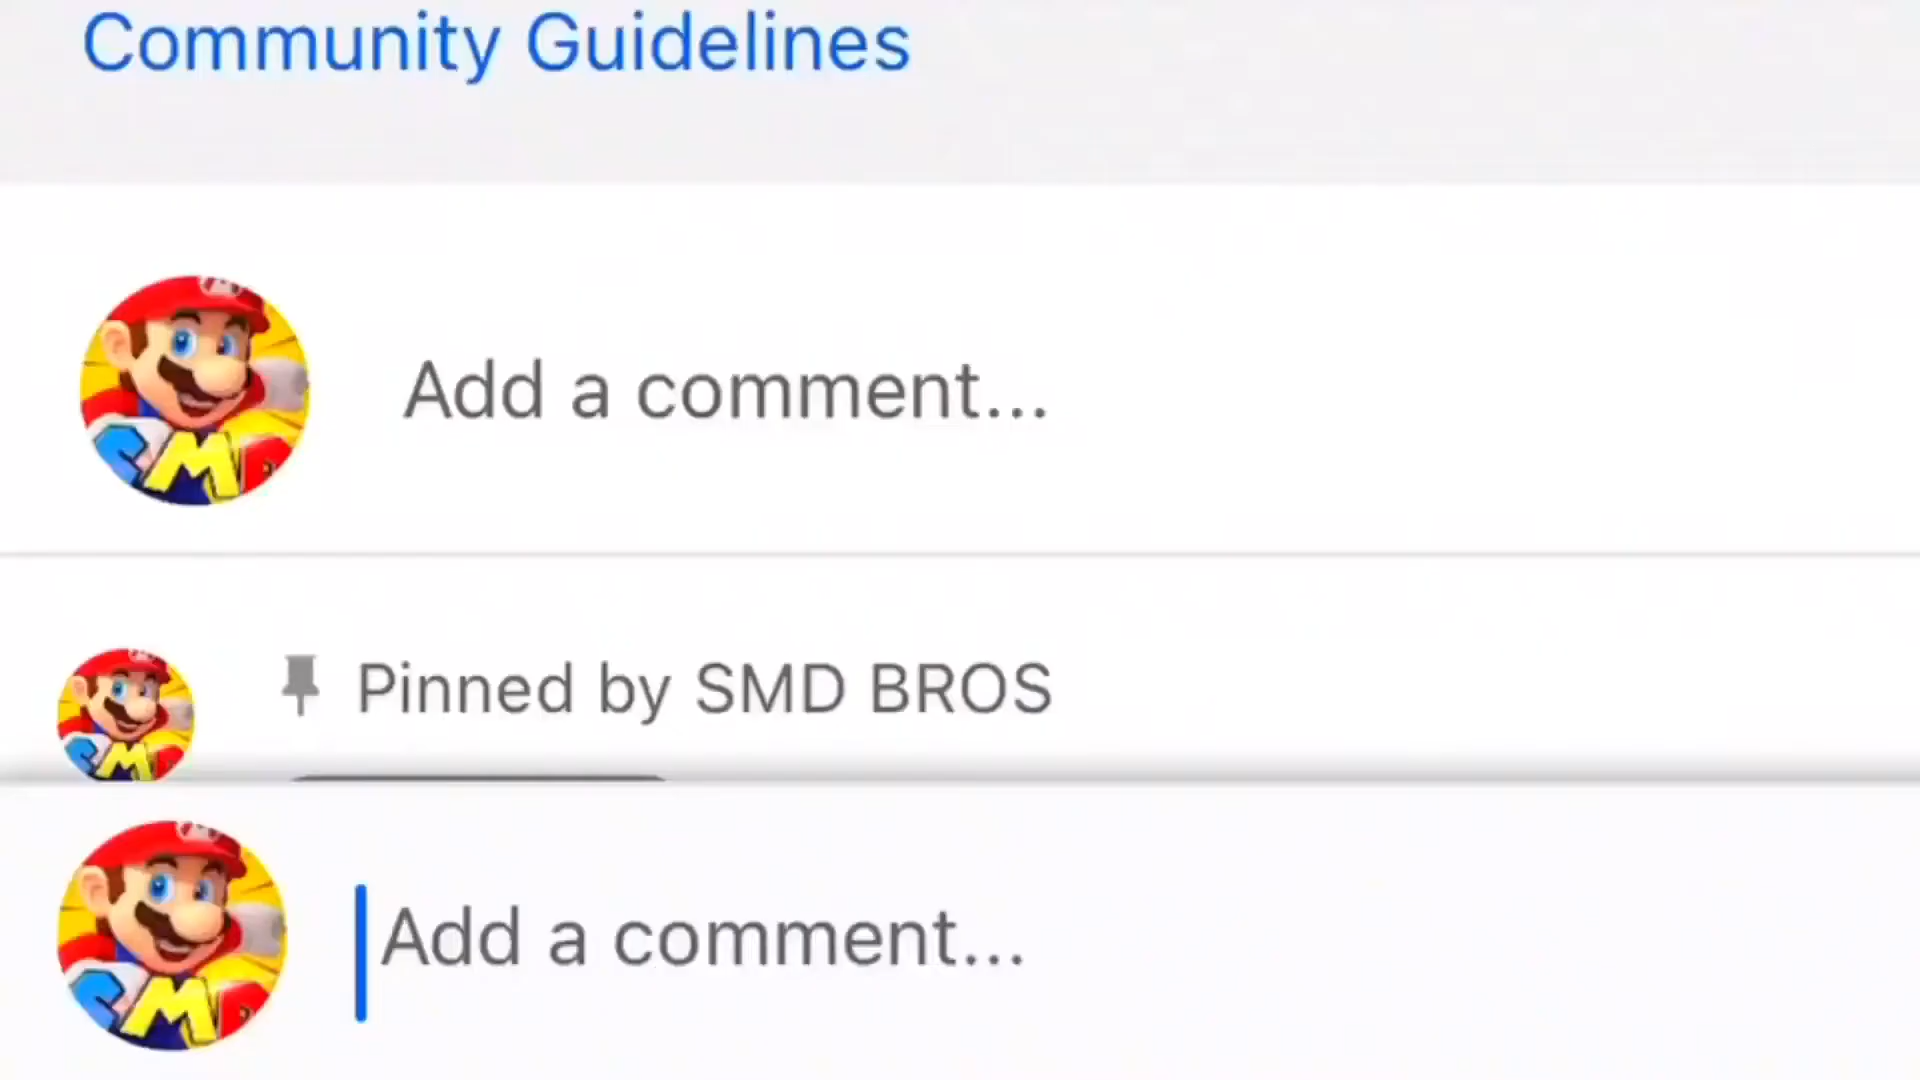 Community Guidelines
Add a comment...
Pinned by SMD BROS
Add a comment...